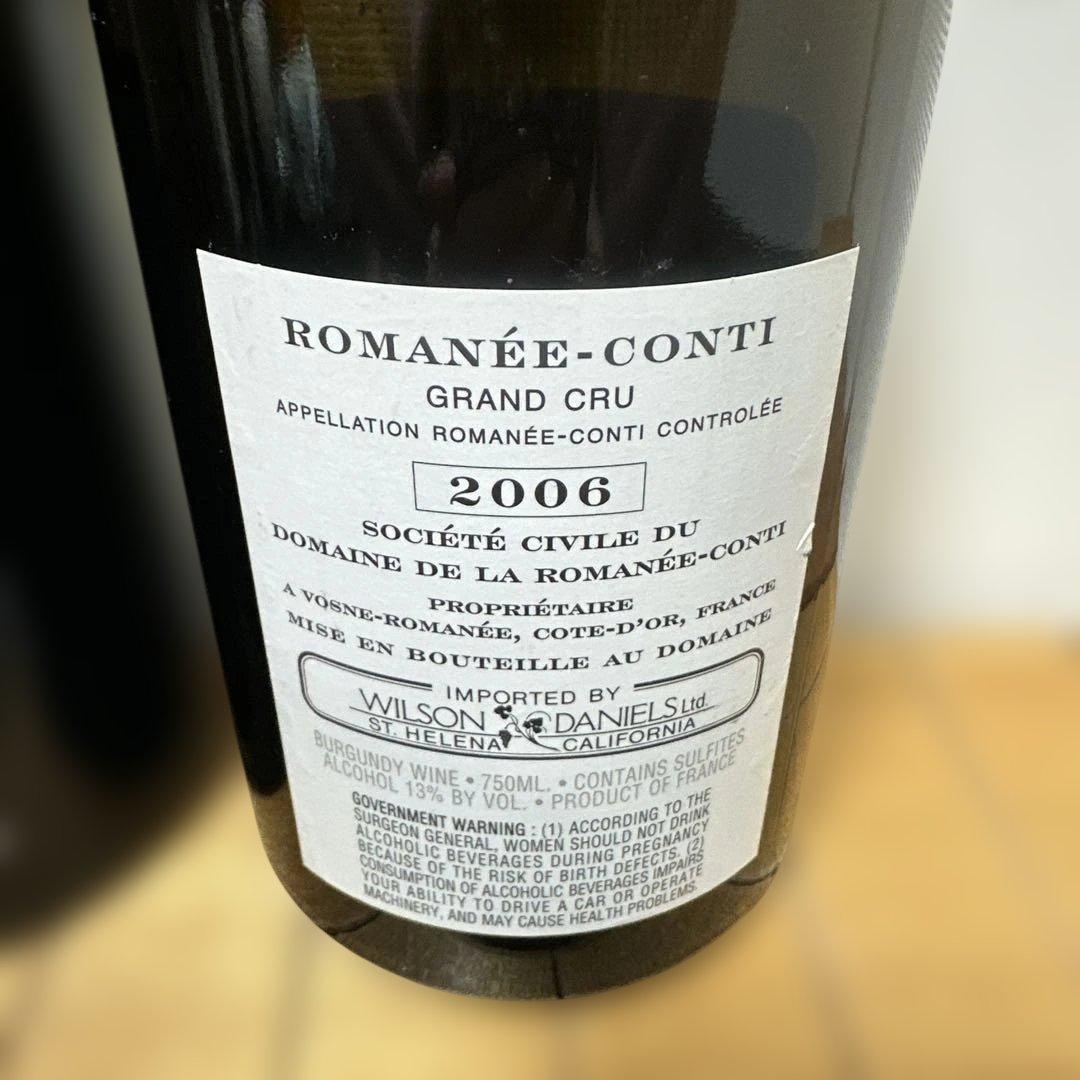 ROMANÉE-CONTI
GRAND CRU
APPELLATION ROMANÉE-CONTI CONTROLÉE
2006
SOCIÉTÉ CIVILE DU
DOMAINE DE LA ROMANÉE-CONTI
PROPRIÉTAIRE
A VOSNE-ROMANÉE, COTE-D'OR, FRANCE
MISE EN BOUTEILLE AU DOMAINE
IMPORTED BY
WILSON DANIELS Ltd.
ST. HELENA CALIFORNIA
BURGUNDY WINE • 750ML. • CONTAINS SULFITES
ALCOHOL 13% BY VOL. • PRODUCT OF FRANCE
GOVERNMENT WARNING : (1) ACCORDING TO THE
SURGEON GENERAL, WOMEN SHOULD NOT DRINK
ALCOHOLIC BEVERAGES DURING PREGNANCY
BECAUSE OF THE RISK OF BIRTH DEFECTS. (2)
CONSUMPTION OF ALCOHOLIC BEVERAGES IMPAIRS
YOUR ABILITY TO DRIVE A CAR OR OPERATE
MACHINERY, AND MAY CAUSE HEALTH PROBLEMS.